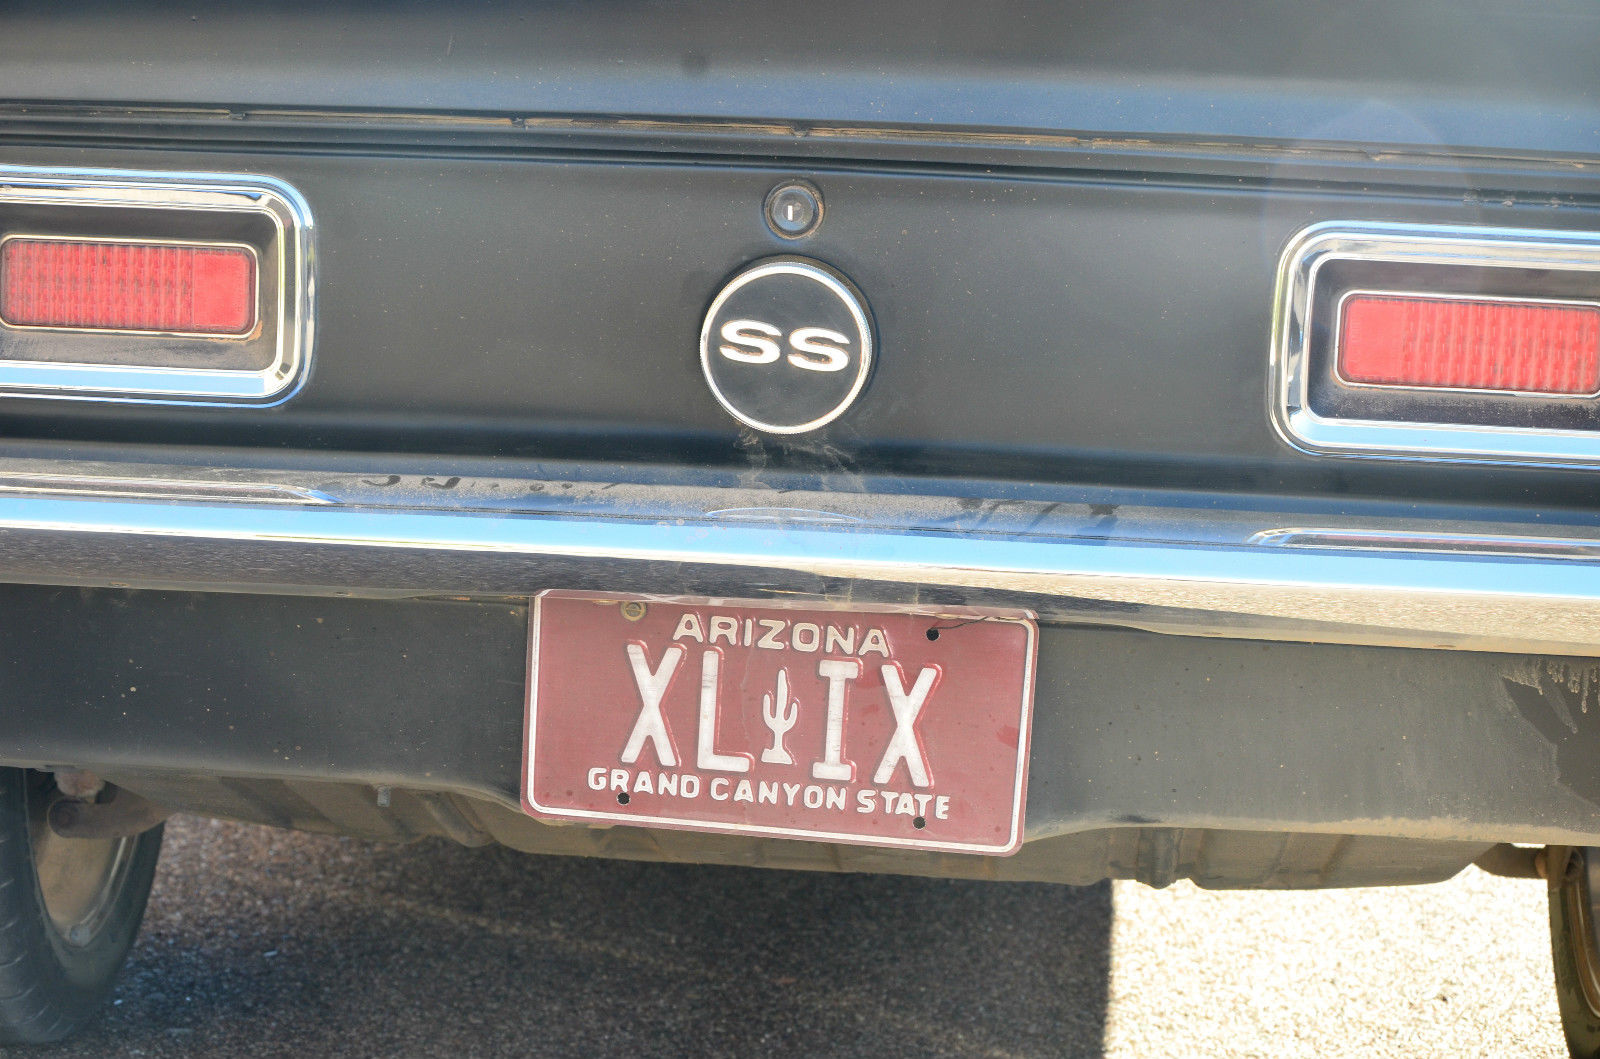 SS
ARIZONA
XL IX
GRAND CANYON STATE